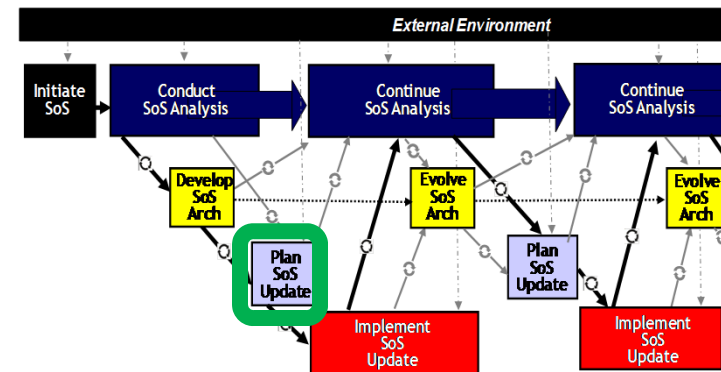 External Environment
Initiate
SoS
Conduct
SoS Analysis
Continue
SoS Analysis
Continue
SoS Analysis
Develop
SoS
Arch
Evolve
SoS
Arch
Evolve
SoS
Arch
Plan
SoS
Update
Plan
SoS
Update
Implement
SoS
Update
Implement
SoS
Update